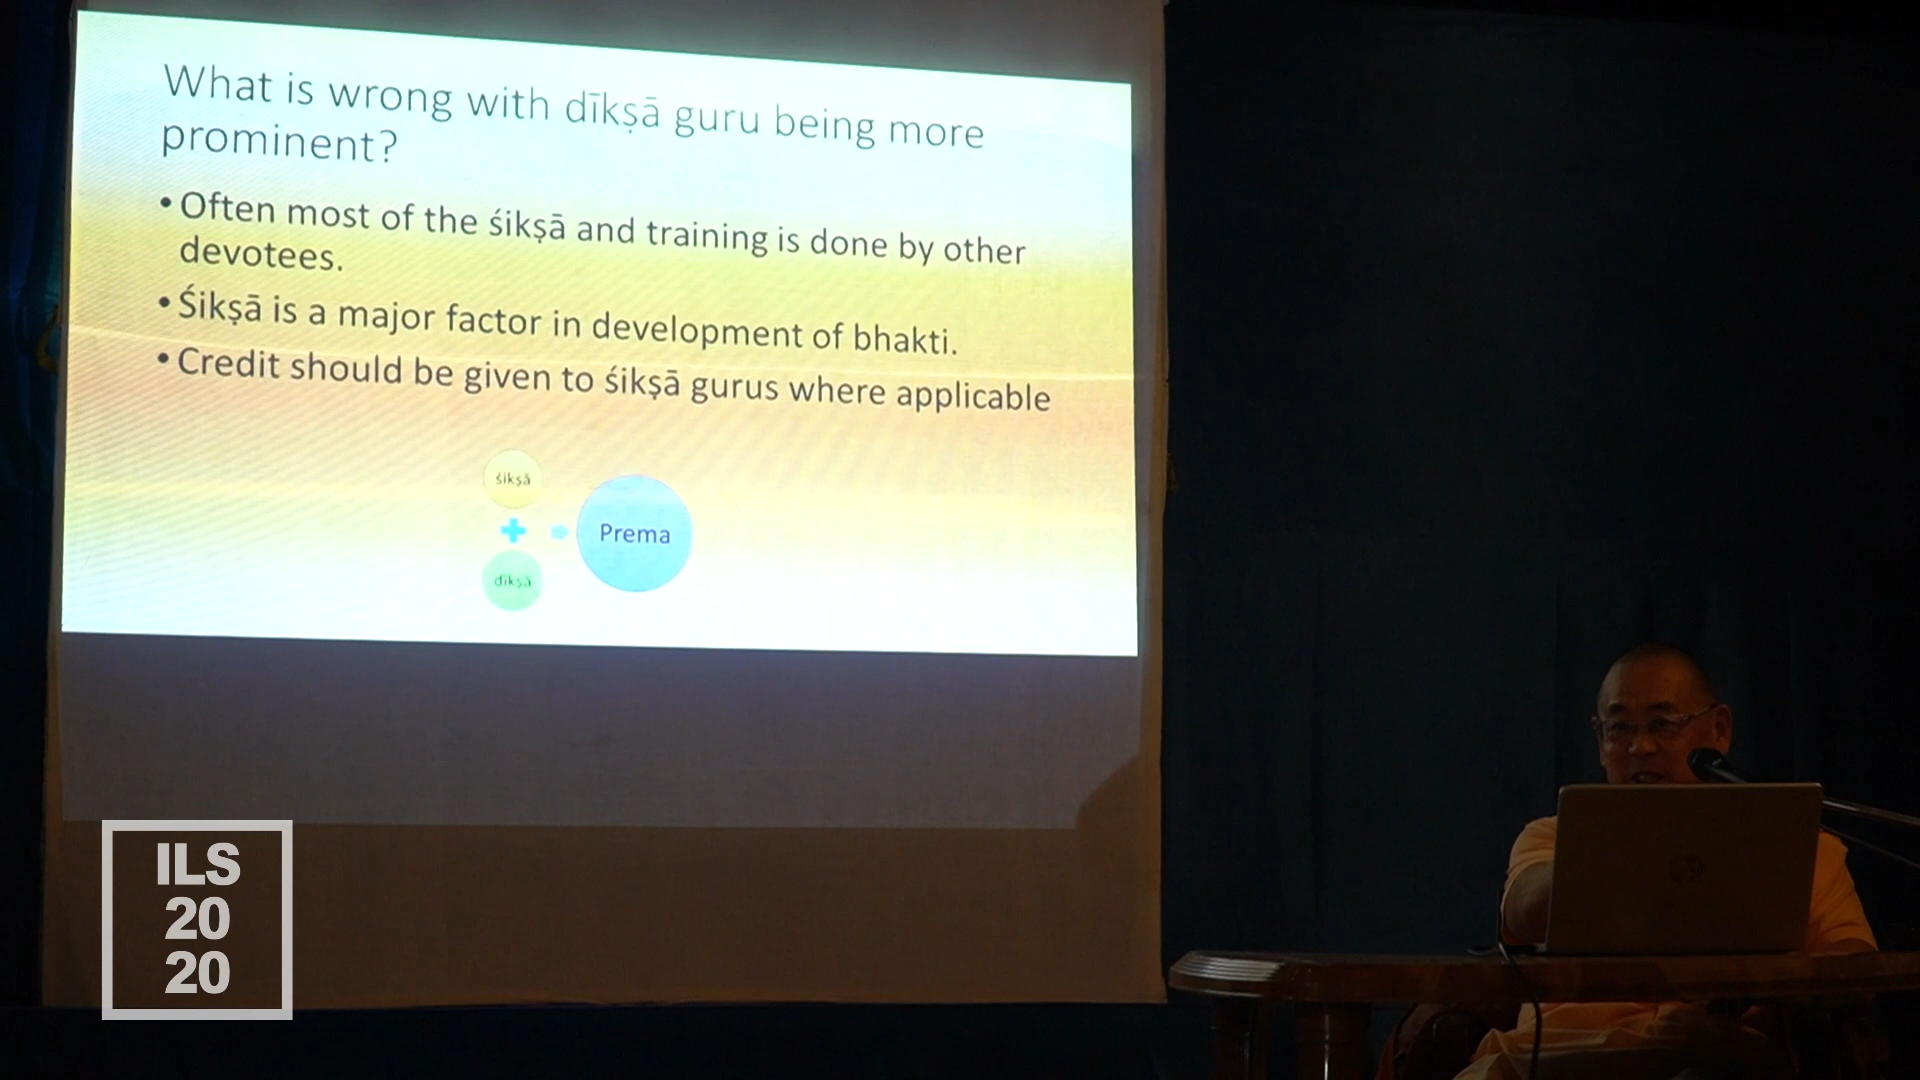 What is wrong with dīkṣā guru being more
prominent?
• Often most of the śikṣā and training is done by other
devotees.
• Śikṣā is a major factor in development of bhakti.
• Credit should be given to śikṣā gurus where applicable
śikṣā
Prema
dīkṣā
ILS
20
20